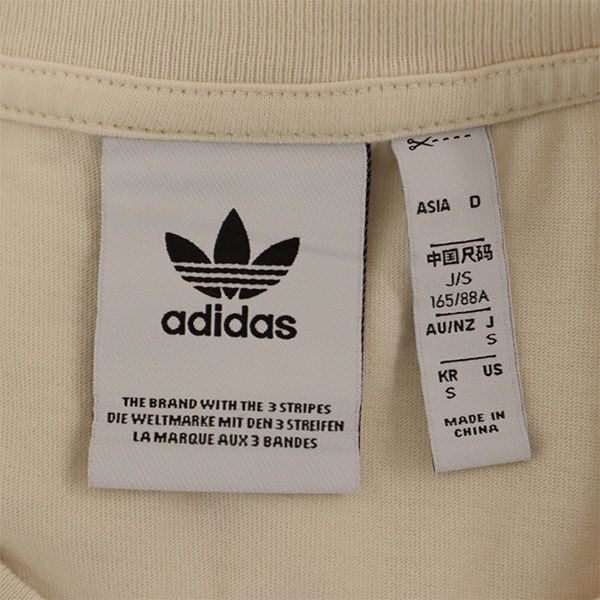 adidas
THE BRAND WITH THE 3 STRIPES
DIE WELTMARKE MIT DEN 3 STREIFEN
LA MARQUE AUX 3 BANDES
ASIA D
中国尺码
J/S
165/88A
AU/NZ J
S
KR US
S
MADE IN
CHINA